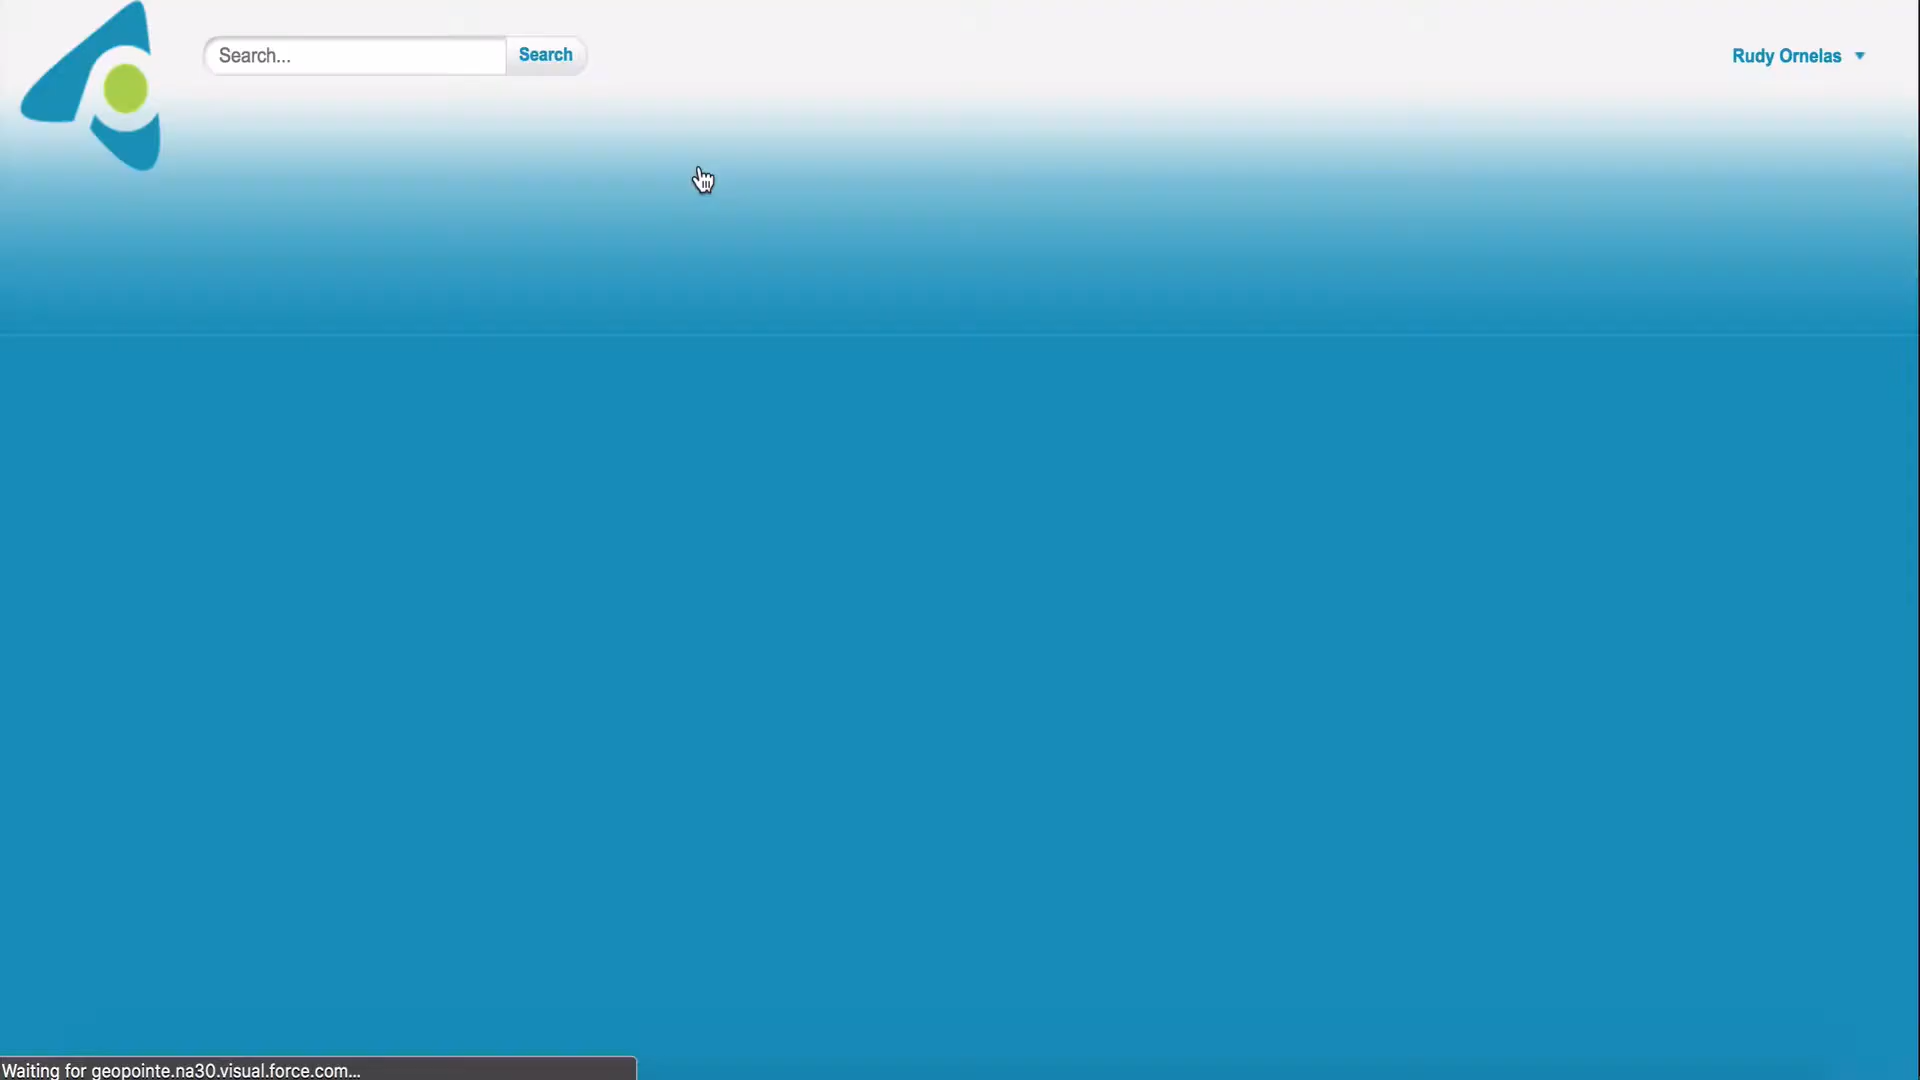 Search... Search Rudy Ornelas
Waiting for geopointe.na30.visual.force.com...